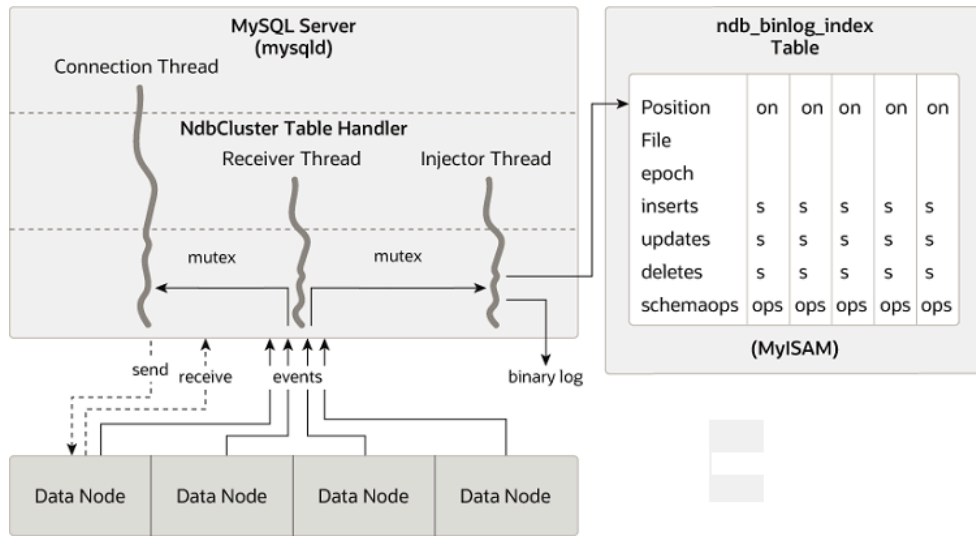 MySQL Server
(mysqld)
Connection Thread
NdbCluster Table Handler
Receiver Thread
Injector Thread
mutex
mutex
send
receive
events
binary log
Data Node
Data Node
Data Node
Data Node
ndb_binlog_index
Table
Position on on on on on
File
epoch
inserts s s s s s
updates s s s s s
deletes s s s s s
schemaops ops ops ops ops ops
(MyISAM)